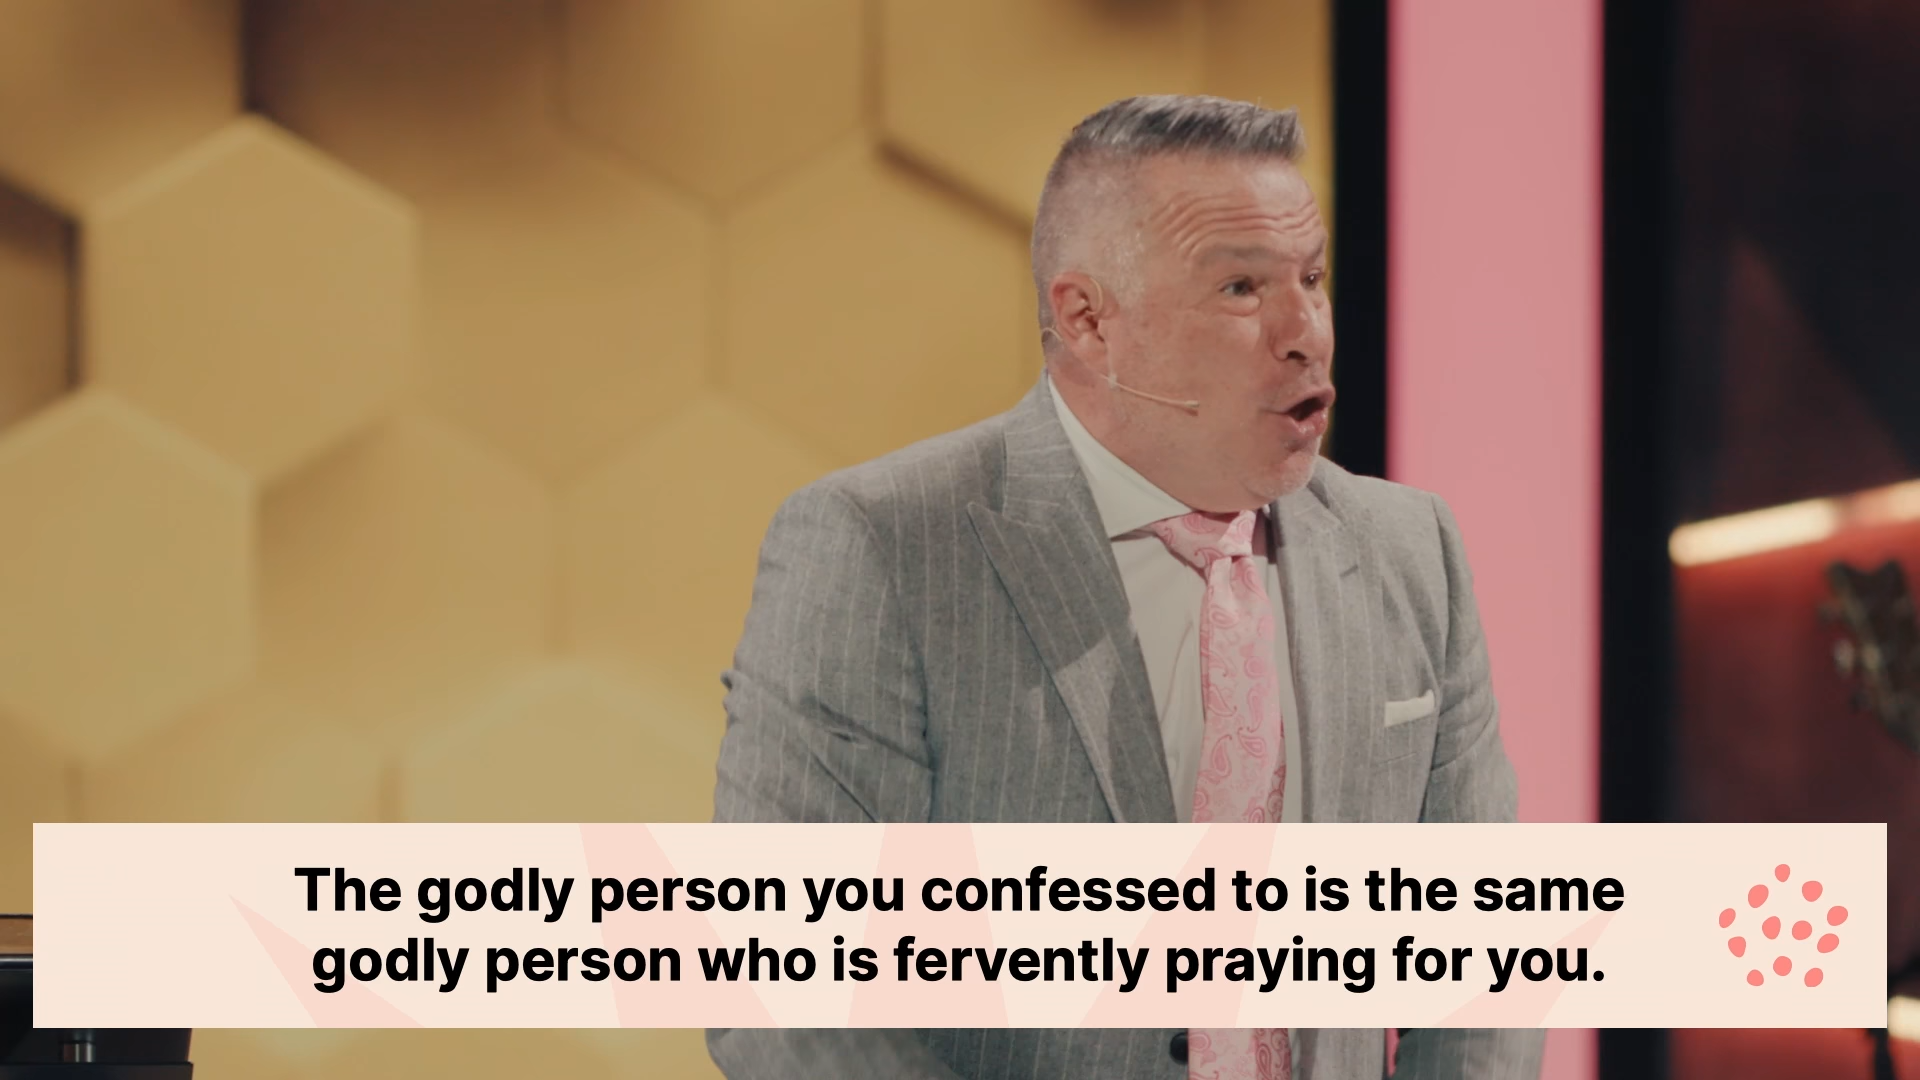 The godly person you confessed to is the same
godly person who is fervently praying for you.